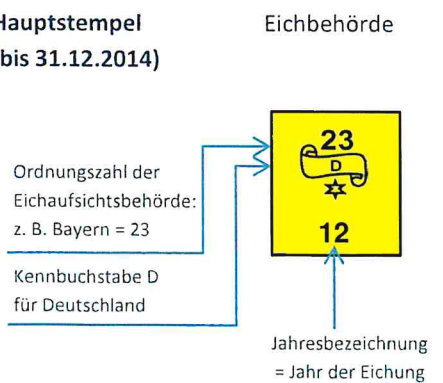 Hauptstempel
(bis 31.12.2014)
Eichbehörde
Ordnungszahl der
Eichaufsichtsbehörde:
z. B. Bayern = 23
Kennbuchstabe D
für Deutschland
23
D
12
Jahresbezeichnung
= Jahr der Eichung